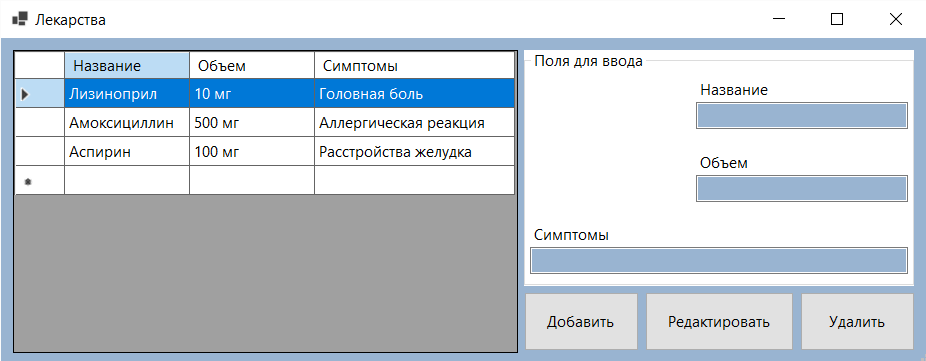 Лекарства
Название Объем Симптомы
Лизиноприл 10 мг Головная боль
Амоксициллин 500 мг Аллергическая реакция
Аспирин 100 мг Расстройства желудка
Поля для ввода
Название
Объем
Симптомы
Добавить Редактировать Удалить